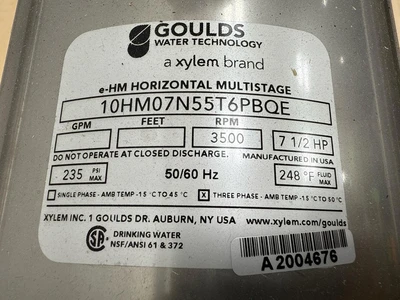 GOULDS
WATER TECHNOLOGY
a xylem brand
e-HM HORIZONTAL MULTISTAGE
10HM07N55T6PBQE
GPM FEET RPM
3500 7 1/2 HP
DO NOT OPERATE AT CLOSED DISCHARGE. MANUFACTURED IN USA
235 PSI MAX 50/60 Hz 248 °F FLUID MAX
SINGLE PHASE - AMB TEMP -15 °C TO 45 °C X THREE PHASE - AMB TEMP -15 °C TO 50 °C
XYLEM INC. 1 GOULDS DR. AUBURN, NY USA www.xylem.com/goulds
SA DRINKING WATER
NSF/ANSI 61 & 372
A2004676